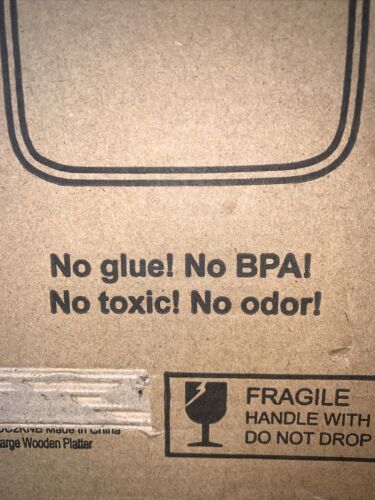 No glue! No BPA!
No toxic! No odor!
FRAGILE
HANDLE WITH
DO NOT DROP
Made in China
arge Wooden Platter